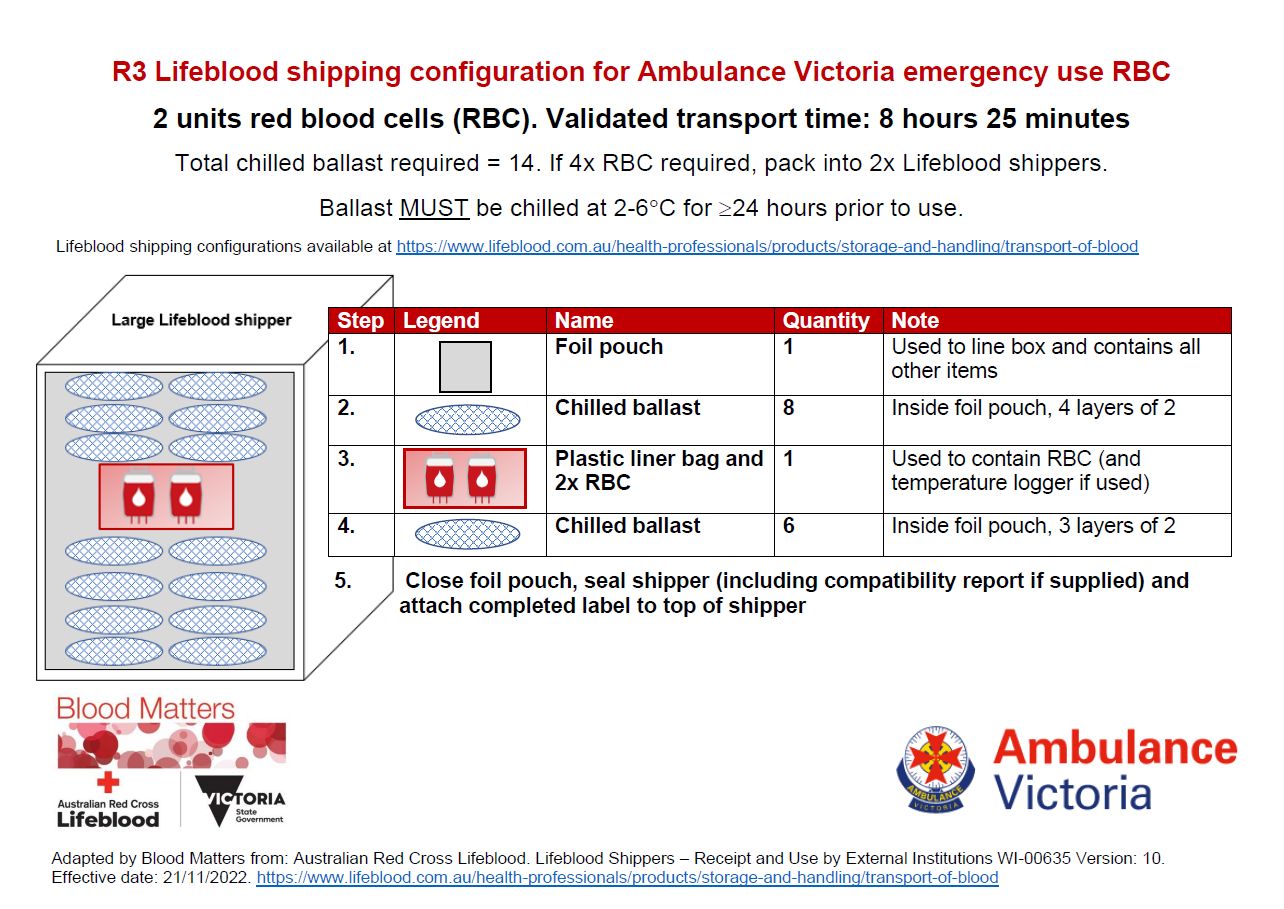 R3 Lifeblood shipping configuration for Ambulance Victoria emergency use RBC
2 units red blood cells (RBC). Validated transport time: 8 hours 25 minutes
Total chilled ballast required = 14. If 4x RBC required, pack into 2x Lifeblood shippers.
Ballast MUST be chilled at 2-6°C for ≥24 hours prior to use.
Lifeblood shipping configurations available at https://www.lifeblood.com.au/health-professionals/products/storage-and-handling/transport-of-blood
Large Lifeblood shipper
Step Legend Name Quantity Note
1. Foil pouch 1 Used to line box and contains all
other items
2. Chilled ballast 8 Inside foil pouch, 4 layers of 2
3. Plastic liner bag and 1 Used to contain RBC (and
2x RBC temperature logger if used)
4. Chilled ballast 6 Inside foil pouch, 3 layers of 2
5. Close foil pouch, seal shipper (including compatibility report if supplied) and
attach completed label to top of shipper
Blood Matters
Australian Red Cross
Lifeblood
VICTORIA
State
Government
AMBULANCE
VICTORIA
Ambulance
Victoria
Adapted by Blood Matters from: Australian Red Cross Lifeblood. Lifeblood Shippers – Receipt and Use by External Institutions WI-00635 Version: 10.
Effective date: 21/11/2022. https://www.lifeblood.com.au/health-professionals/products/storage-and-handling/transport-of-blood